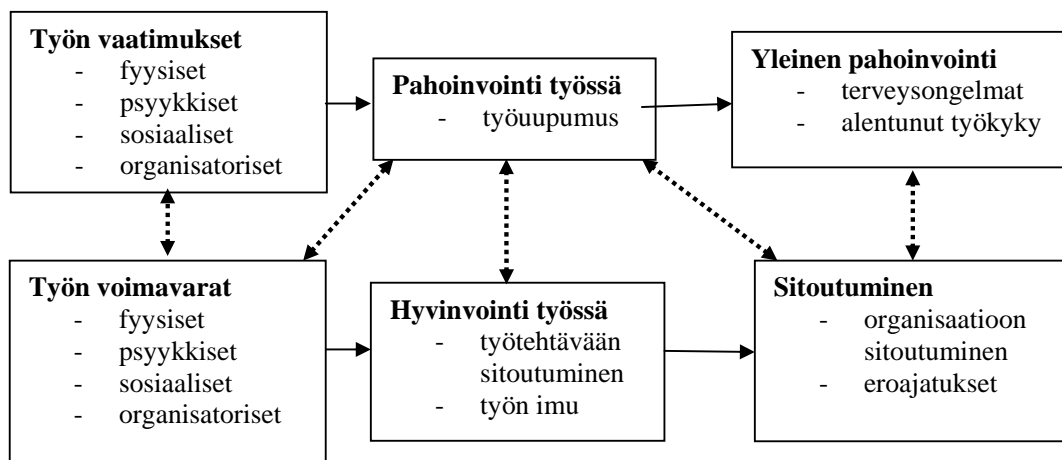 Työn vaatimukset
- fyysiset
- psyykkiset
- sosiaaliset
- organisatoriset
Pahoinvointi työssä
- työuupumus
Yleinen pahoinvointi
- terveysongelmat
- alentunut työkyky
Työn voimavarat
- fyysiset
- psyykkiset
- sosiaaliset
- organisatoriset
Hyvinvointi työssä
- työtehtävään
sitoutuminen
- työn imu
Sitoutuminen
- organisaatioon
sitoutuminen
- eroajatukset